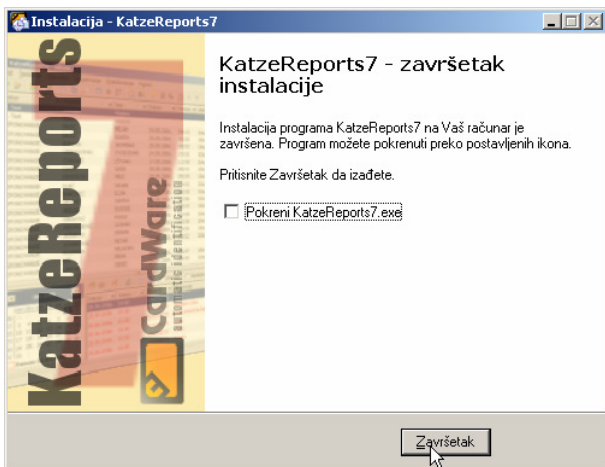 Instalacija - KatzeReports7
KatzeReports7 - završetak
instalacije
Instalacija programa KatzeReports7 na Vaš računar je
završena. Program možete pokrenuti preko postavljenih ikona.
Pritisnite Završetak da izađete.
Pokreni KatzeReports7.exe
KatzeReports
7
CardWare
automatic identification
Završetak